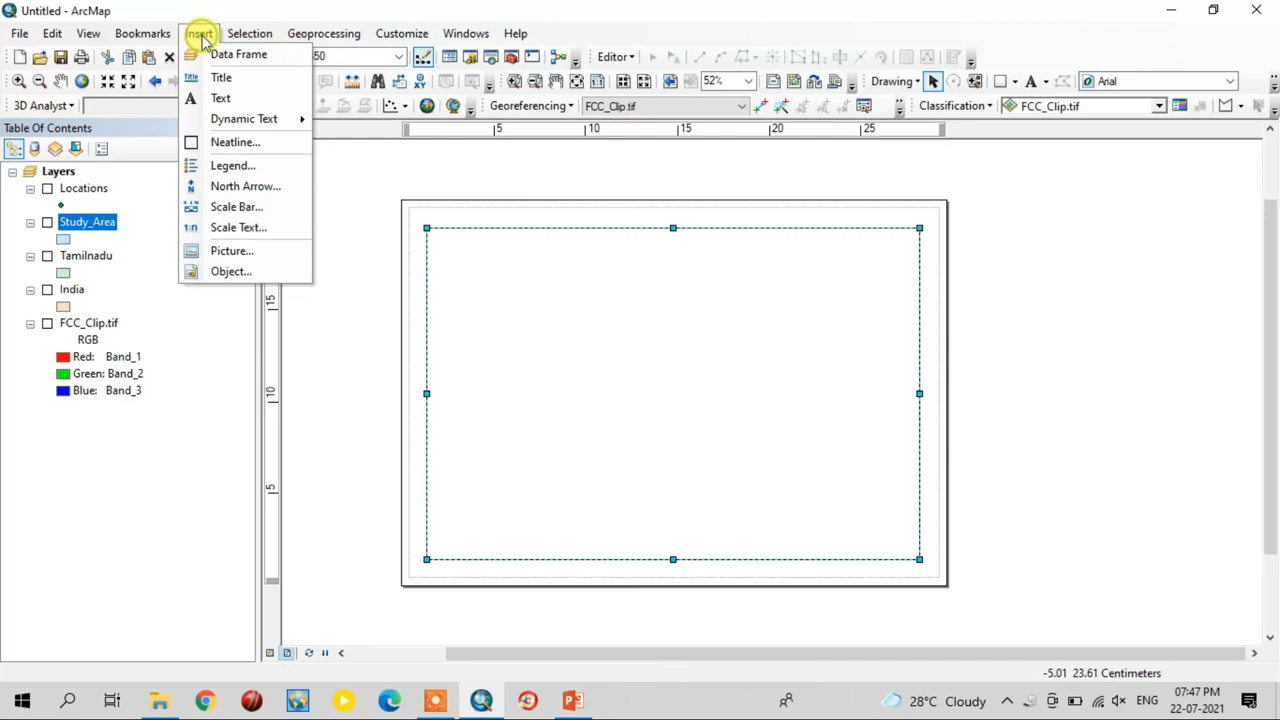 Untitled - ArcMap
File Edit View Bookmarks Insert Selection Geoprocessing Customize Windows Help
50 Editor
52% Drawing A Arial
3D Analyst Georeferencing FCC_Clip.tif Classification FCC_Clip.tif
Data Frame
Title Title
A Text
Dynamic Text
Neatline...
Legend...
N North Arrow...
Scale Bar...
1:n Scale Text...
Picture...
Object...
Table Of Contents
Layers
Locations
Study_Area
Tamilnadu
India
FCC_Clip.tif
RGB
Red: Band_1
Green: Band_2
Blue: Band_3
5 10 15 20 25
15
10
5
-5.01 23.61 Centimeters
28°C Cloudy ENG 07:47 PM
22-07-2021